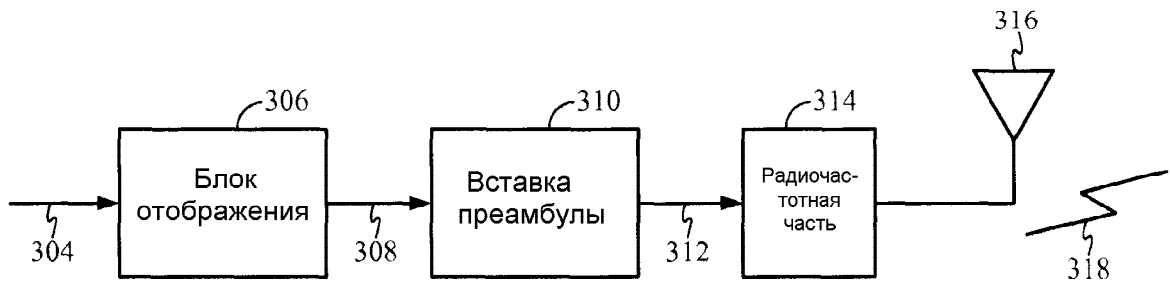 316
306
310
314
Блок
отображения
Вставка
преамбулы
Радиочас-
тотная
часть
304
308
312
318